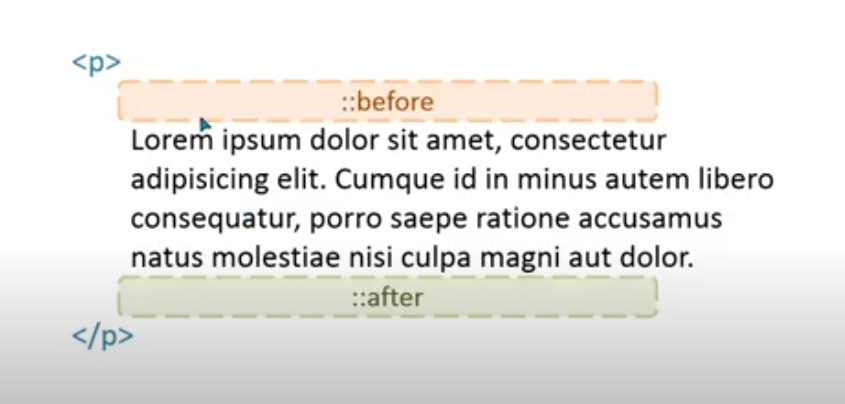 <p>
::before
Lorem ipsum dolor sit amet, consectetur
adipisicing elit. Cumque id in minus autem libero
consequatur, porro saepe ratione accusamus
natus molestiae nisi culpa magni aut dolor.
::after
</p>